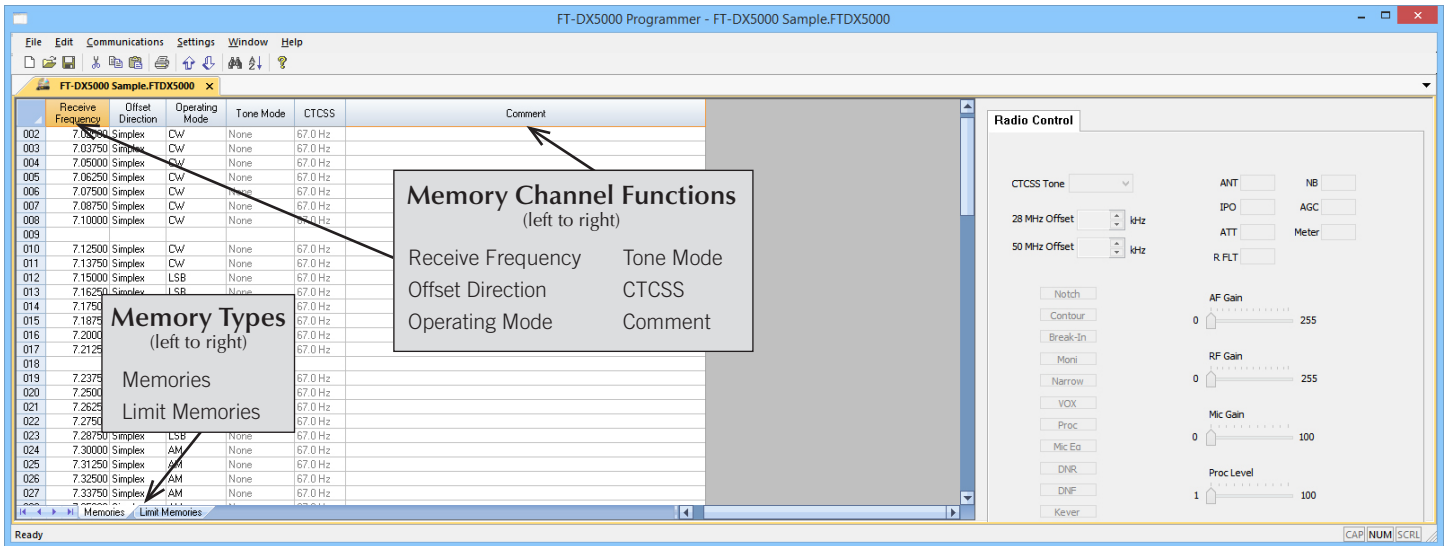 FT-DX5000 Programmer - FT-DX5000 Sample.FTDX5000
File Edit Communications Settings Window Help
FT-DX5000 Sample.FTDX5000 X
Receive Frequency Offset Direction Operating Mode Tone Mode CTCSS Comment
002 Simplex CW None 67.0 Hz
003 7.03750 Simplex CW None 67.0 Hz
004 7.05000 Simplex CW None 67.0 Hz
005 7.06250 Simplex CW None 67.0 Hz
006 7.07500 Simplex CW None 67.0 Hz
007 7.08750 Simplex CW None 67.0 Hz
008 7.10000 Simplex CW None 67.0 Hz
009
010 7.12500 Simplex CW None 67.0 Hz
011 7.13750 Simplex CW None 67.0 Hz
012 7.15000 Simplex LSB None 67.0 Hz
013 7.16250 Simplex LSB None 67.0 Hz
014 7.1750 67.0 Hz
015 7.1875 67.0 Hz
016 7.2000 67.0 Hz
017 7.2125 67.0 Hz
018
019 7.2375 67.0 Hz
020 7.2500 67.0 Hz
021 7.2625 67.0 Hz
022 7.2750 67.0 Hz
023 7.28750 Simplex LSB None 67.0 Hz
024 7.30000 Simplex AM None 67.0 Hz
025 7.31250 Simplex AM None 67.0 Hz
026 7.32500 Simplex AM None 67.0 Hz
027 7.33750 Simplex AM None 67.0 Hz
Memories Limit Memories
Memory Channel Functions
(left to right)
Receive Frequency Tone Mode
Offset Direction CTCSS
Operating Mode Comment
Memory Types
(left to right)
Memories
Limit Memories
Radio Control
CTCSS Tone
28 MHz Offset kHz
50 MHz Offset kHz
ANT NB
IPO AGC
ATT Meter
R FLT
Notch
Contour
Break-In
Moni
Narrow
VOX
Proc
Mic Eq
DNR
DNF
Keyer
AF Gain
0 255
RF Gain
0 255
Mic Gain
0 100
Proc Level
1 100
Ready
CAP NUM SCRL